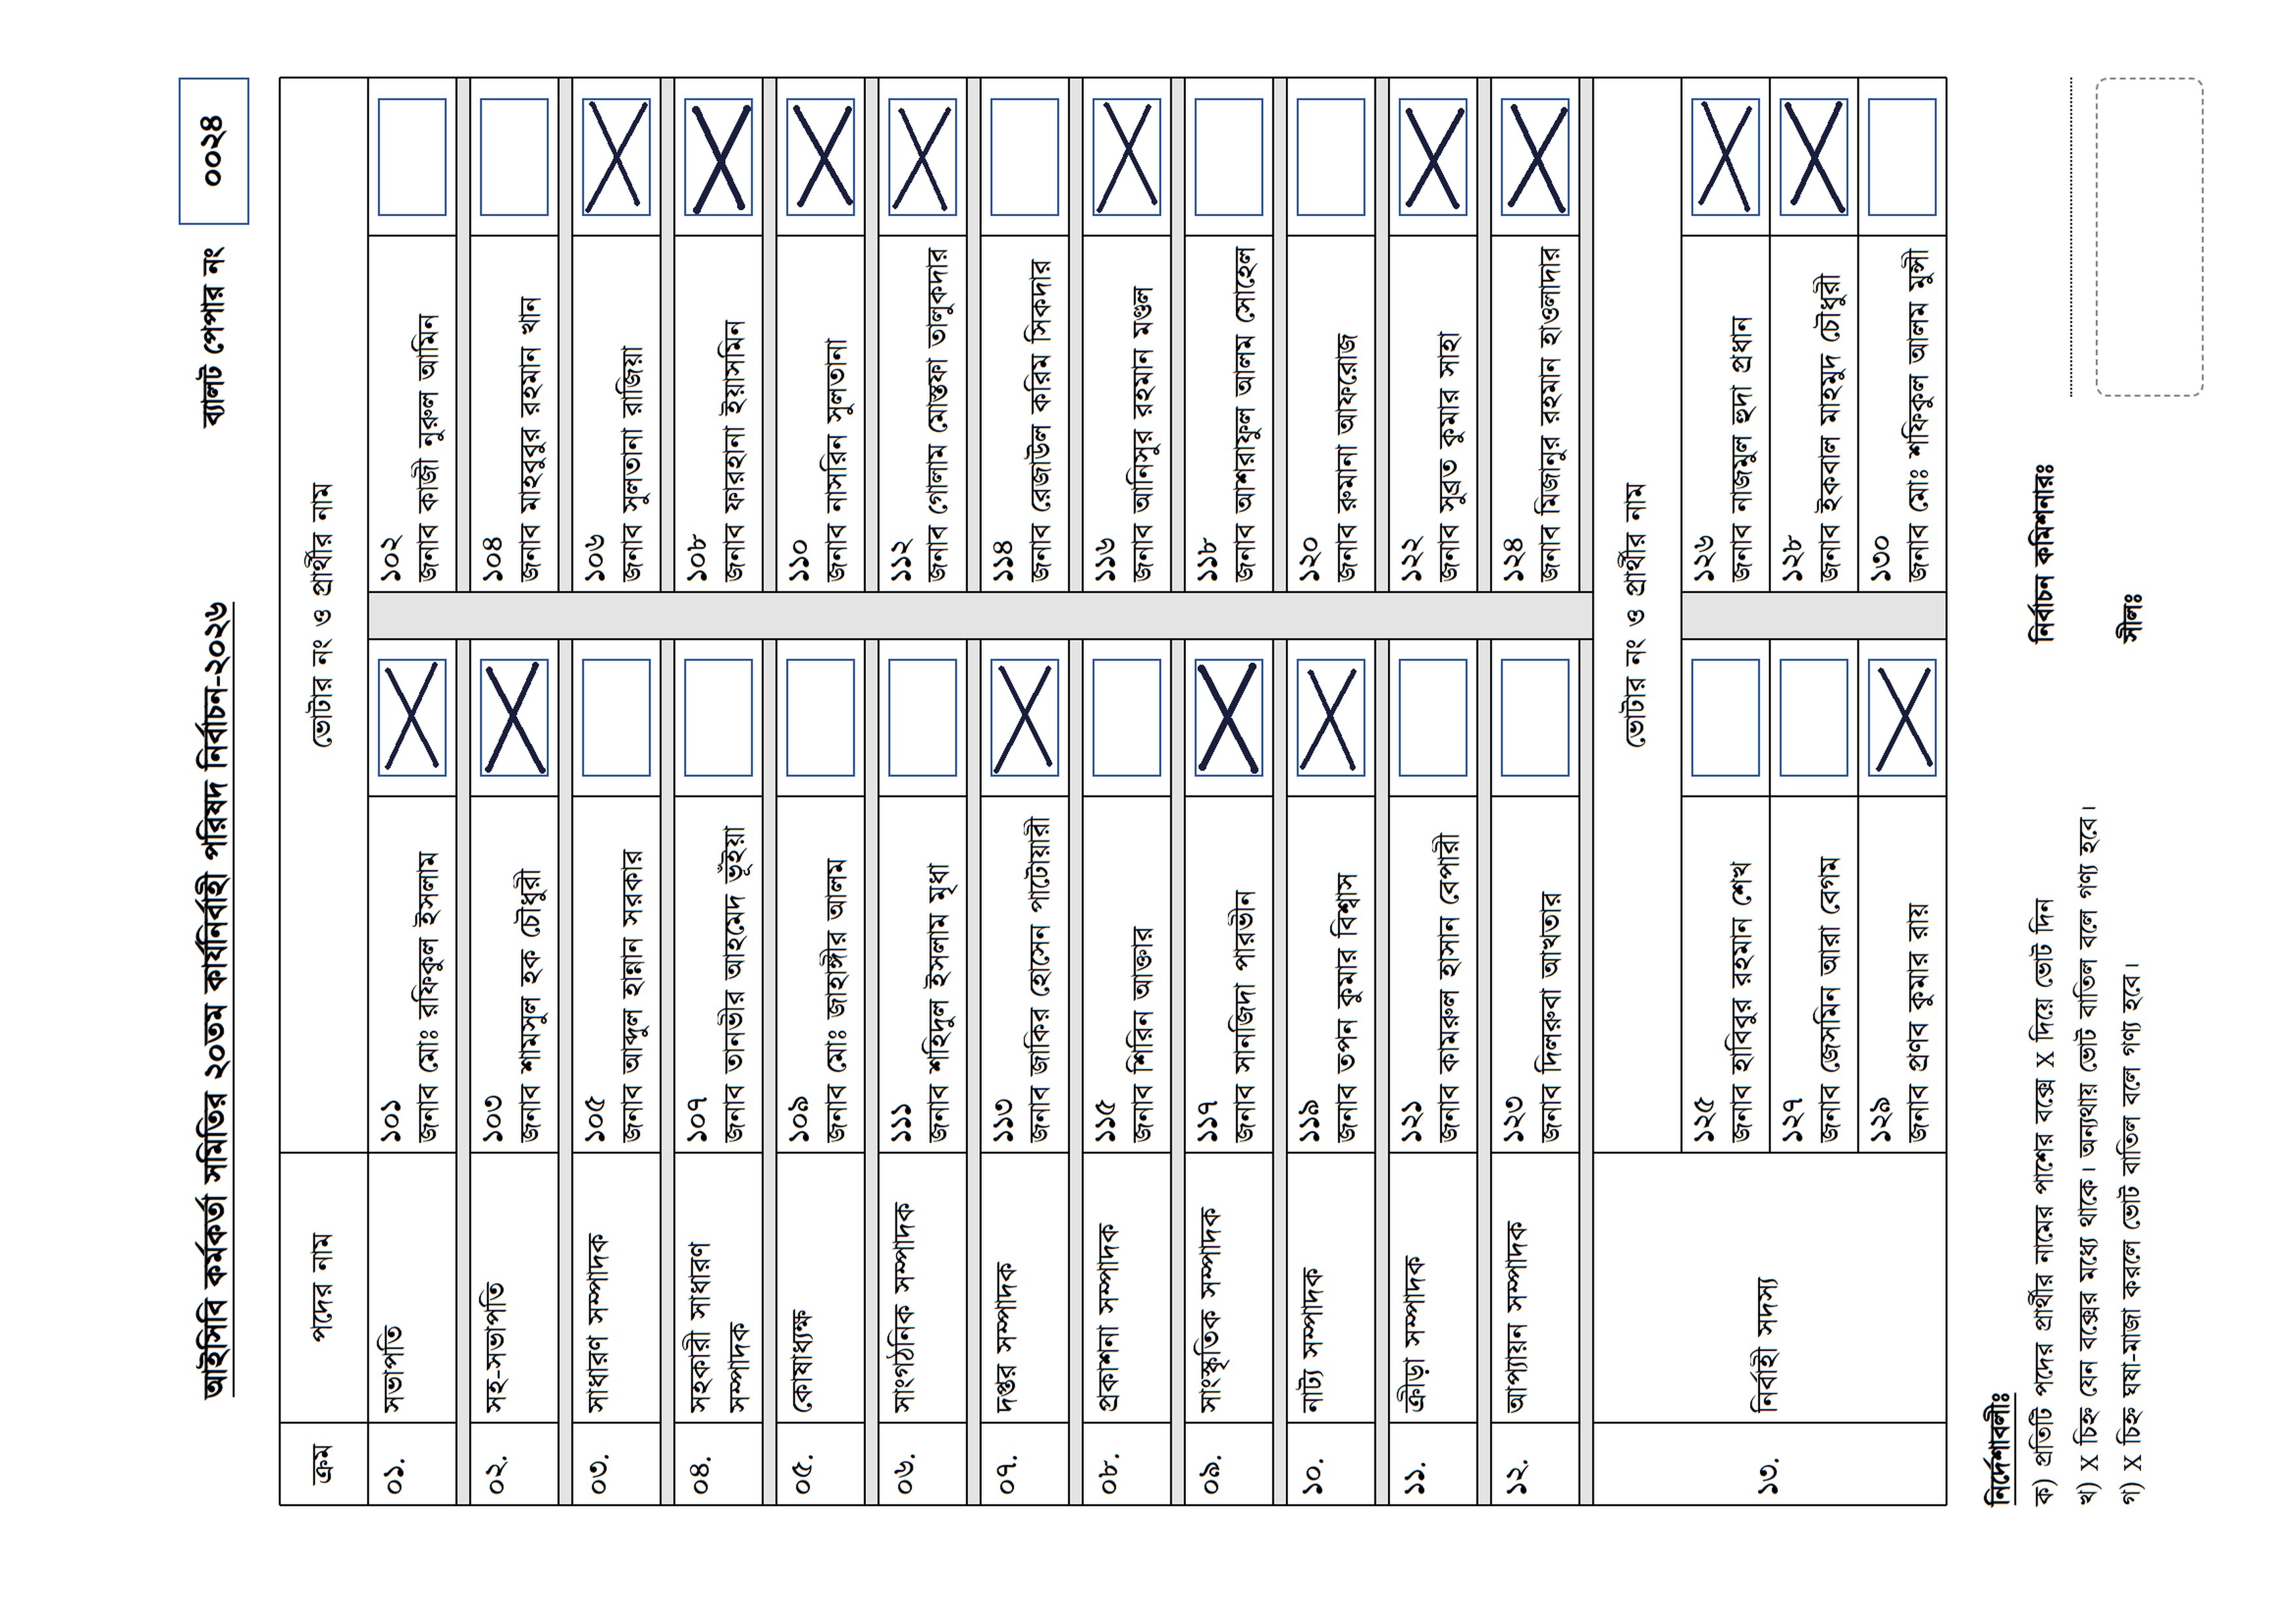 ব্যালট পেপার নং ০০২৪
আইসিবি কর্মকর্তা সমিতির ২০তম কার্যনির্বাহী পরিষদ নির্বাচন-২০২৬
ক্রম পদের নাম ভোটার নং ও প্রার্থীর নাম
০১. সভাপতি ১০১ ১০২
জনাব মোঃ রফিকুল ইসলাম X জনাব কাজী নুরুল আমিন
০২. সহ-সভাপতি ১০৩ ১০৪
জনাব শামসুল হক চৌধুরী X জনাব মাহবুবুর রহমান খান
০৩. সাধারণ সম্পাদক ১০৫ ১০৬
জনাব আব্দুল হান্নান সরকার জনাব সুলতানা রাজিয়া X
০৪. সহকারী সাধারণ ১০৭ ১০৮
সম্পাদক জনাব তানভীর আহমেদ ভূঁইয়া জনাব ফারহানা ইয়াসমিন X
০৫. কোষাধ্যক্ষ ১০৯ ১১০
জনাব মোঃ জাহাঙ্গীর আলম জনাব নাসরিন সুলতানা X
০৬. সাংগঠনিক সম্পাদক ১১১ ১১২
জনাব শহিদুল ইসলাম মৃধা জনাব গোলাম মোস্তফা তালুকদার X
০৭. দপ্তর সম্পাদক ১১৩ ১১৪
জনাব জাকির হোসেন পাটোয়ারী X জনাব রেজাউল করিম সিকদার
০৮. প্রকাশনা সম্পাদক ১১৫ ১১৬
জনাব শিরিন আক্তার জনাব আনিসুর রহমান মণ্ডল X
০৯. সাংস্কৃতিক সম্পাদক ১১৭ ১১৮
জনাব সানজিদা পারভীন X জনাব আশরাফুল আলম সোহেল
১০. নাট্য সম্পাদক ১১৯ ১২০
জনাব তপন কুমার বিশ্বাস X জনাব রুমানা আফরোজ
১১. ক্রীড়া সম্পাদক ১২১ ১২২
জনাব কামরুল হাসান বেপারী জনাব সুব্রত কুমার সাহা X
১২. আপ্যায়ন সম্পাদক ১২৩ ১২৪
জনাব দিলরুবা আখতার জনাব মিজানুর রহমান হাওলাদার X
ভোটার নং ও প্রার্থীর নাম
১৩. নির্বাহী সদস্য ১২৫ ১২৬
জনাব হাবিবুর রহমান শেখ জনাব নাজমুল হুদা প্রধান X
১২৭ ১২৮
জনাব জেসমিন আরা বেগম জনাব ইকবাল মাহমুদ চৌধুরী X
১২৯ ১৩০
জনাব প্রণব কুমার রায় X জনাব মোঃ শফিকুল আলম মুন্সী
নির্দেশাবলীঃ
ক) প্রতিটি পদের প্রার্থীর নামের পাশের বক্সে X দিয়ে ভোট দিন
খ) X চিহ্ন যেন বক্সের মধ্যে থাকে। অন্যথায় ভোট বাতিল বলে গণ্য হবে।
গ) X চিহ্ন ঘষা-মাজা করলে ভোট বাতিল বলে গণ্য হবে।
নির্বাচন কমিশনারঃ
সীলঃ